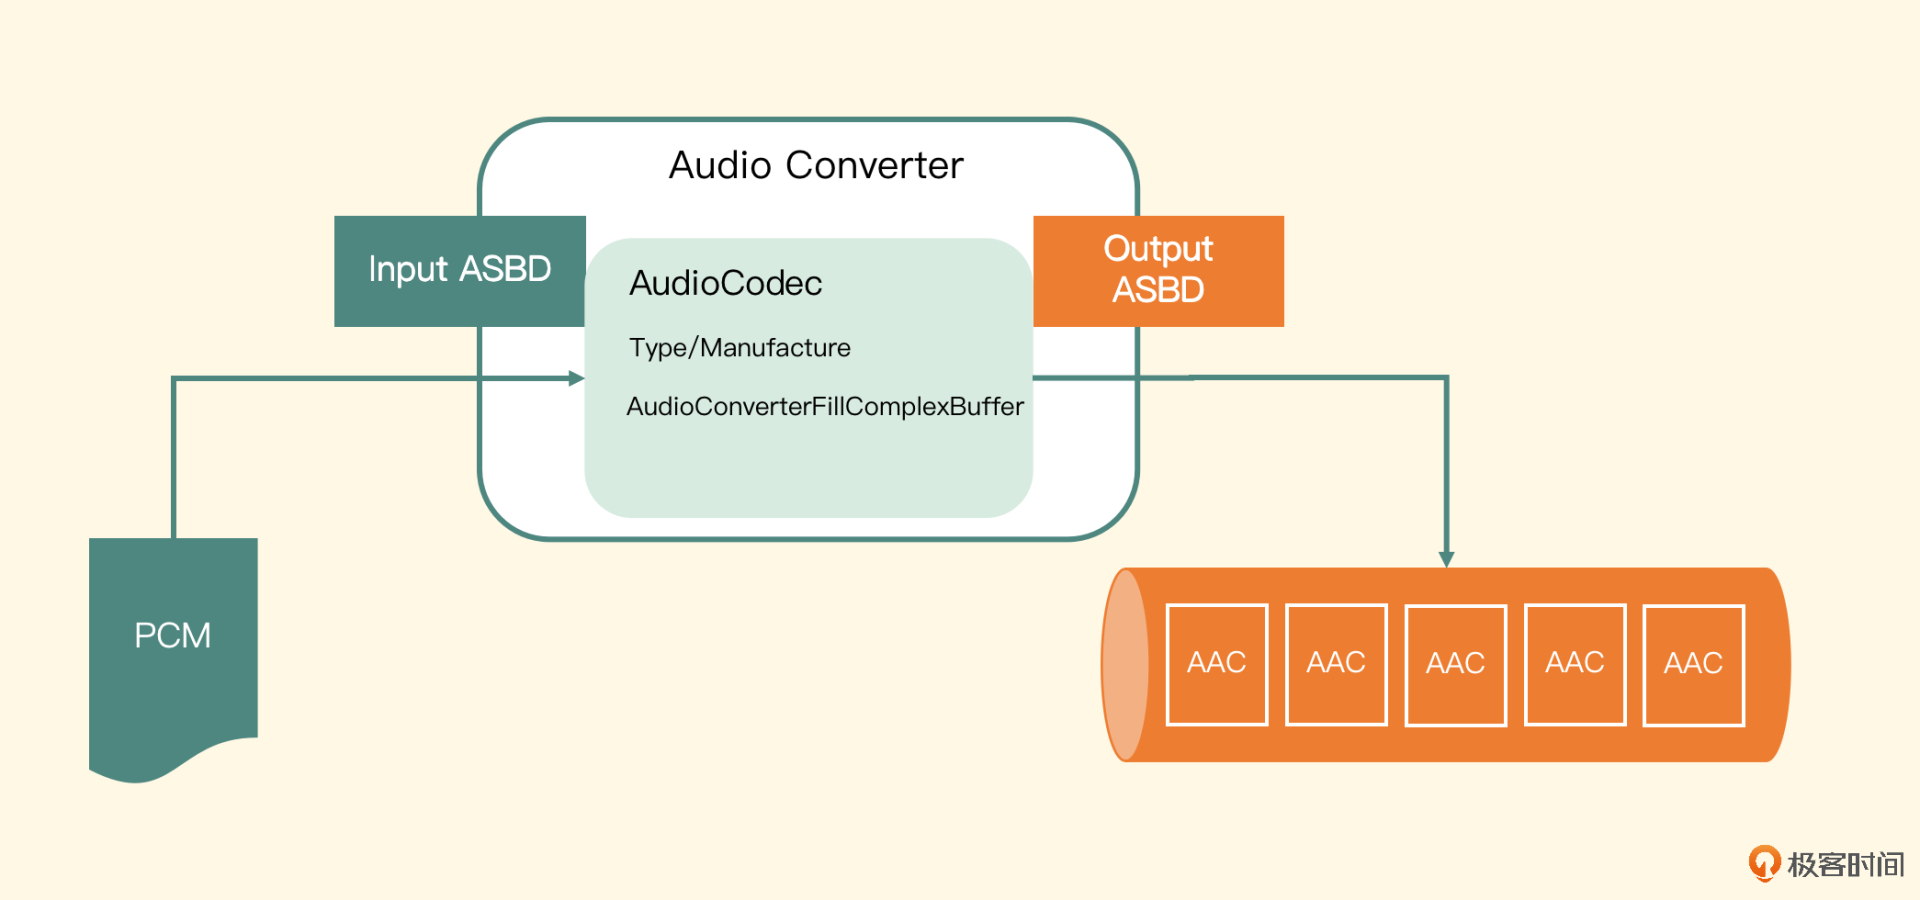 Audio Converter
Input ASBD
Output
ASBD
AudioCodec
Type/Manufacture
AudioConverterFillComplexBuffer
PCM
AAC
AAC
AAC
AAC
AAC
极客时间